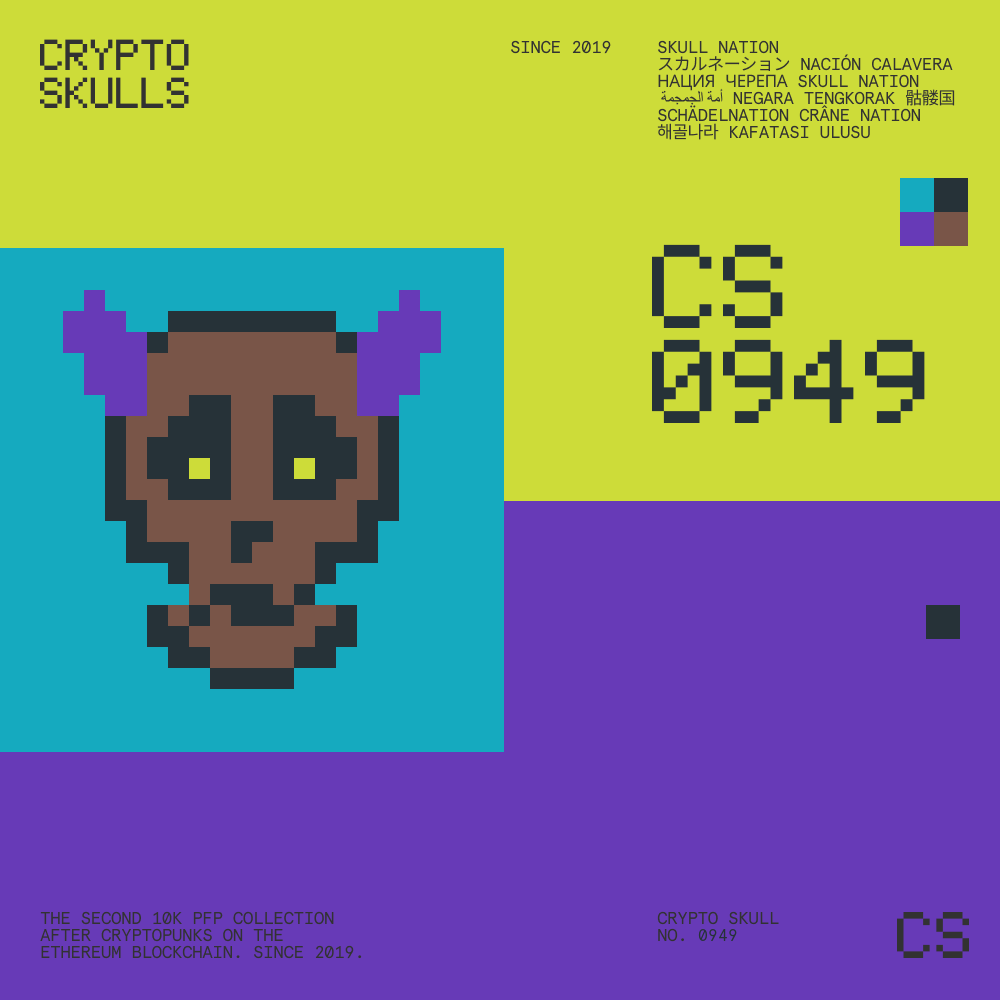 CRYPTO
SKULLS
SINCE 2019
SKULL NATION
スカルネーション NACIÓN CALAVERA
НАЦИЯ ЧЕРЕПА SKULL NATION
أمة الجمجمة NEGARA TENGKORAK 骷髅国
SCHÄDELNATION CRÂNE NATION
해골나라 KAFATASI ULUSU
CS
0949
THE SECOND 10K PFP COLLECTION
AFTER CRYPTOPUNKS ON THE
ETHEREUM BLOCKCHAIN. SINCE 2019.
CRYPTO SKULL
NO. 0949
CS